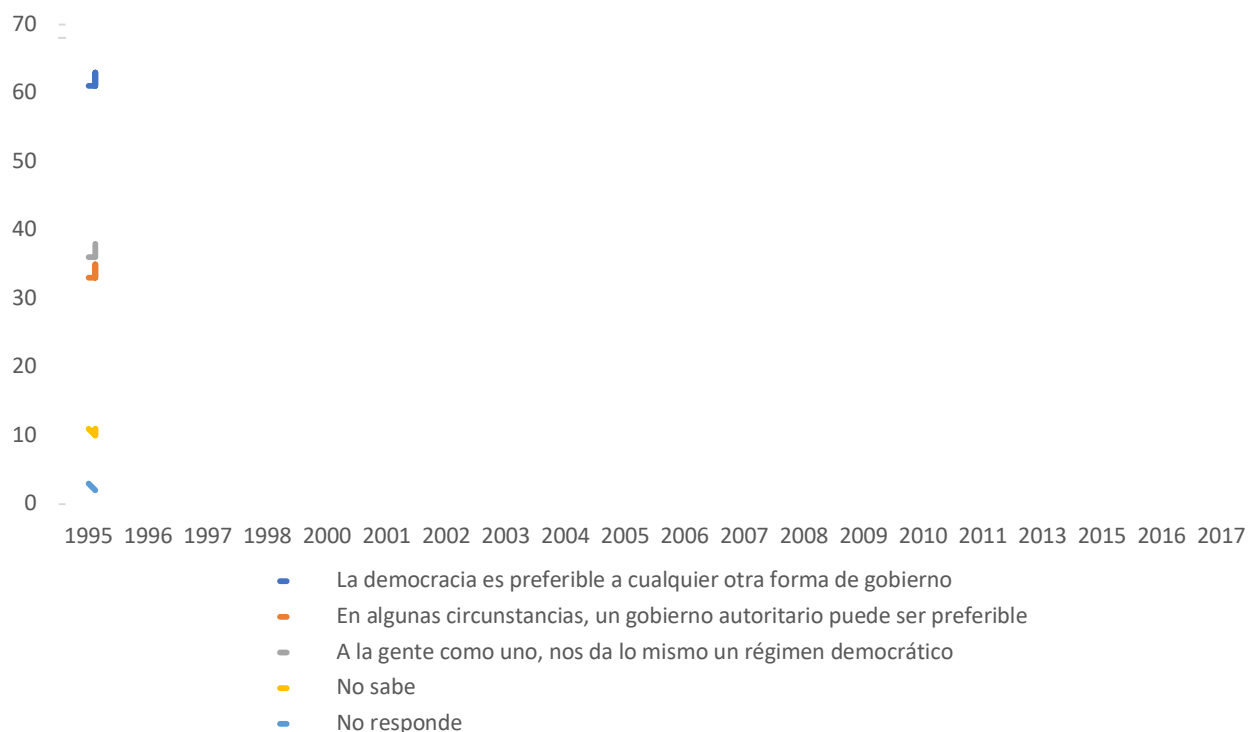 70
60
50
40
30
20
10
0
1995 1996 1997 1998 2000 2001 2002 2003 2004 2005 2006 2007 2008 2009 2010 2011 2013 2015 2016 2017
La democracia es preferible a cualquier otra forma de gobierno
En algunas circunstancias, un gobierno autoritario puede ser preferible
A la gente como uno, nos da lo mismo un régimen democrático
No sabe
No responde